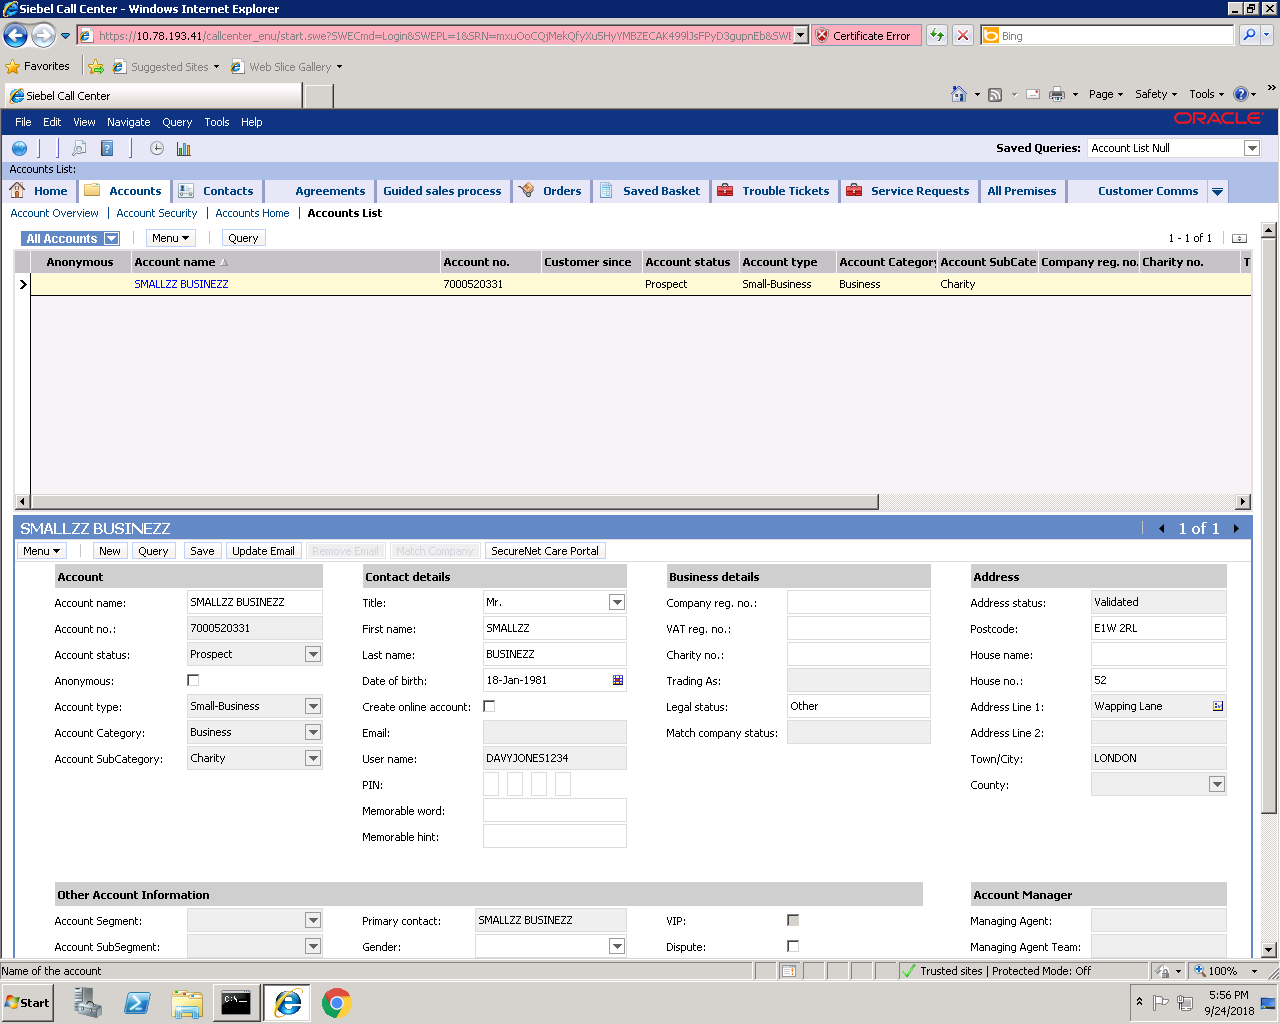 Siebel Call Center - Windows Internet Explorer
https://10.78.193.41/callcenter_enu/start.swe?SWECmd=Login&SWEPL=1&SRN=mxuOoCQjMekQfyXu5HyYMBZECAK499lJsFPyD3gupnEb&SWE
Certificate Error
Bing
Favorites
Suggested Sites
Web Slice Gallery
Siebel Call Center
Page
Safety
Tools
File Edit View Navigate Query Tools Help
ORACLE
Saved Queries:
Account List Null
Accounts List:
Home
Accounts
Contacts
Agreements
Guided sales process
Orders
Saved Basket
Trouble Tickets
Service Requests
All Premises
Customer Comms
Account Overview | Account Security | Accounts Home | Accounts List
All Accounts
Menu
Query
1 - 1 of 1
Anonymous Account name Account no. Customer since Account status Account type Account Category Account SubCate Company reg. no. Charity no. T
SMALLZZ BUSINEZZ 7000520331 Prospect Small-Business Business Charity
SMALLZZ BUSINEZZ
1 of 1
Menu
New
Query
Save
Update Email
Remove Email
Match Company
SecureNet Care Portal
Account
Account name: SMALLZZ BUSINEZZ
Account no.: 7000520331
Account status: Prospect
Anonymous:
Account type: Small-Business
Account Category: Business
Account SubCategory: Charity
Contact details
Title: Mr.
First name: SMALLZZ
Last name: BUSINEZZ
Date of birth: 18-Jan-1981
Create online account:
Email:
User name: DAVYJONES1234
PIN:
Memorable word:
Memorable hint:
Business details
Company reg. no.:
VAT reg. no.:
Charity no.:
Trading As:
Legal status: Other
Match company status:
Address
Address status: Validated
Postcode: E1W 2RL
House name:
House no.: 52
Address Line 1: Wapping Lane
Address Line 2:
Town/City: LONDON
County:
Other Account Information
Account Segment:
Account SubSegment:
Primary contact: SMALLZZ BUSINEZZ
Gender:
VIP:
Dispute:
Account Manager
Managing Agent:
Managing Agent Team:
Name of the account
Trusted sites | Protected Mode: Off
100%
Start
5:56 PM
9/24/2018